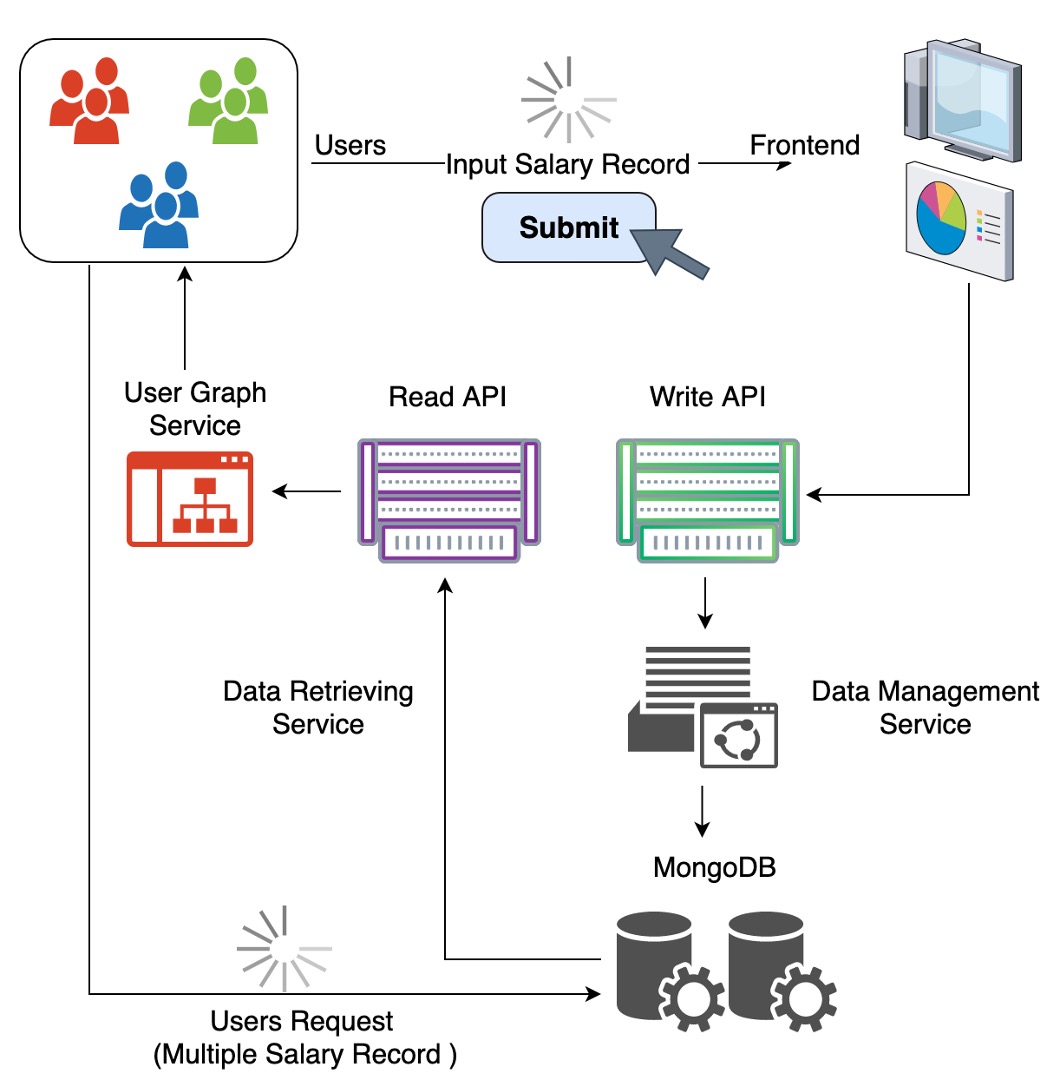 Users
Input Salary Record
Frontend
Submit
User Graph
Service
Read API
Write API
Data Retrieving
Service
Data Management
Service
MongoDB
Users Request
(Multiple Salary Record )